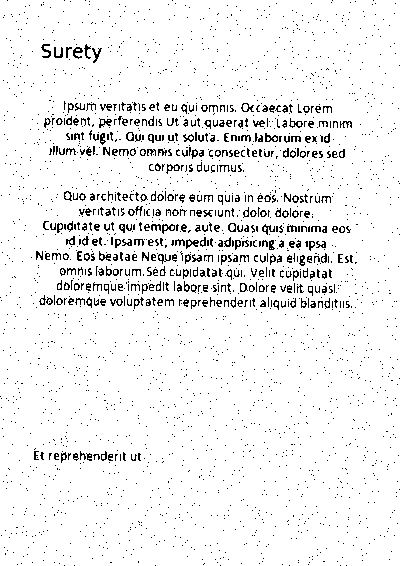 Surety
Ipsum veritatis et eu qui omnis. Occaecat Lorem
proident, perferendis Ut aut quaerat vel. Labore minim
sint fugit,. Qui qui ut soluta. Enim laborum ex id
illum vel. Nemo omnis culpa consectetur, dolores sed
corporis ducimus.
Quo architecto dolore eum quia in eos. Nostrum
veritatis officia non nesciunt, dolor dolore.
Cupiditate ut qui tempore, aute. Quasi quis minima eos
id id et. Ipsam est, impedit adipisicing a ea ipsa
Nemo. Eos beatae Neque ipsam ipsam culpa eligendi. Est,
omnis laborum. Sed cupidatat qui. Velit cupidatat
doloremque impedit labore sint. Dolore velit quasi
doloremque voluptatem reprehenderit aliquid blanditiis.
Et reprehenderit ut